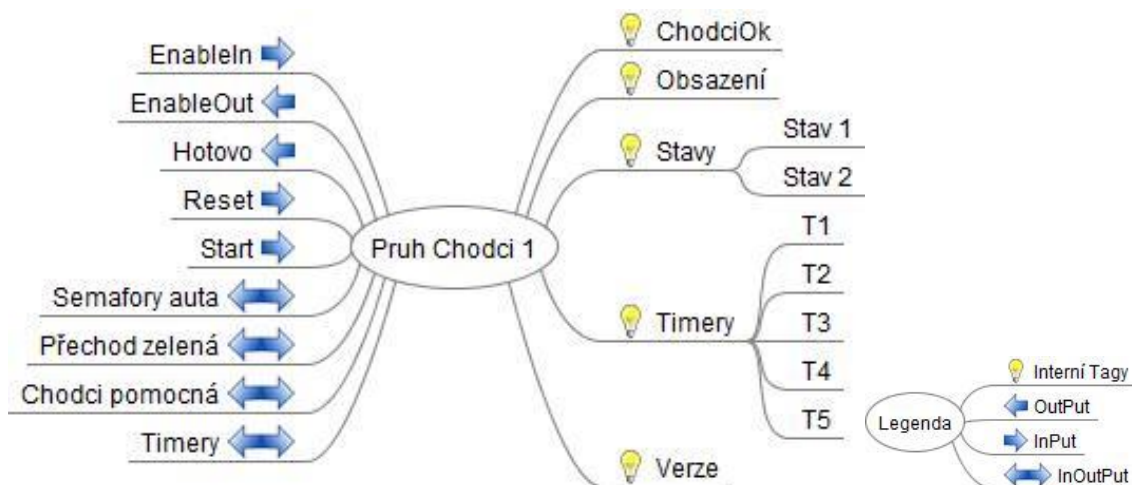 EnableIn
EnableOut
Hotovo
Reset
Start
Semafory auta
Přechod zelená
Chodci pomocná
Timery
Pruh Chodci 1
ChodciOk
Obsazení
Stavy
Stav 1
Stav 2
Timery
T1
T2
T3
T4
T5
Verze
Legenda
Interní Tagy
OutPut
InPut
InOutPut